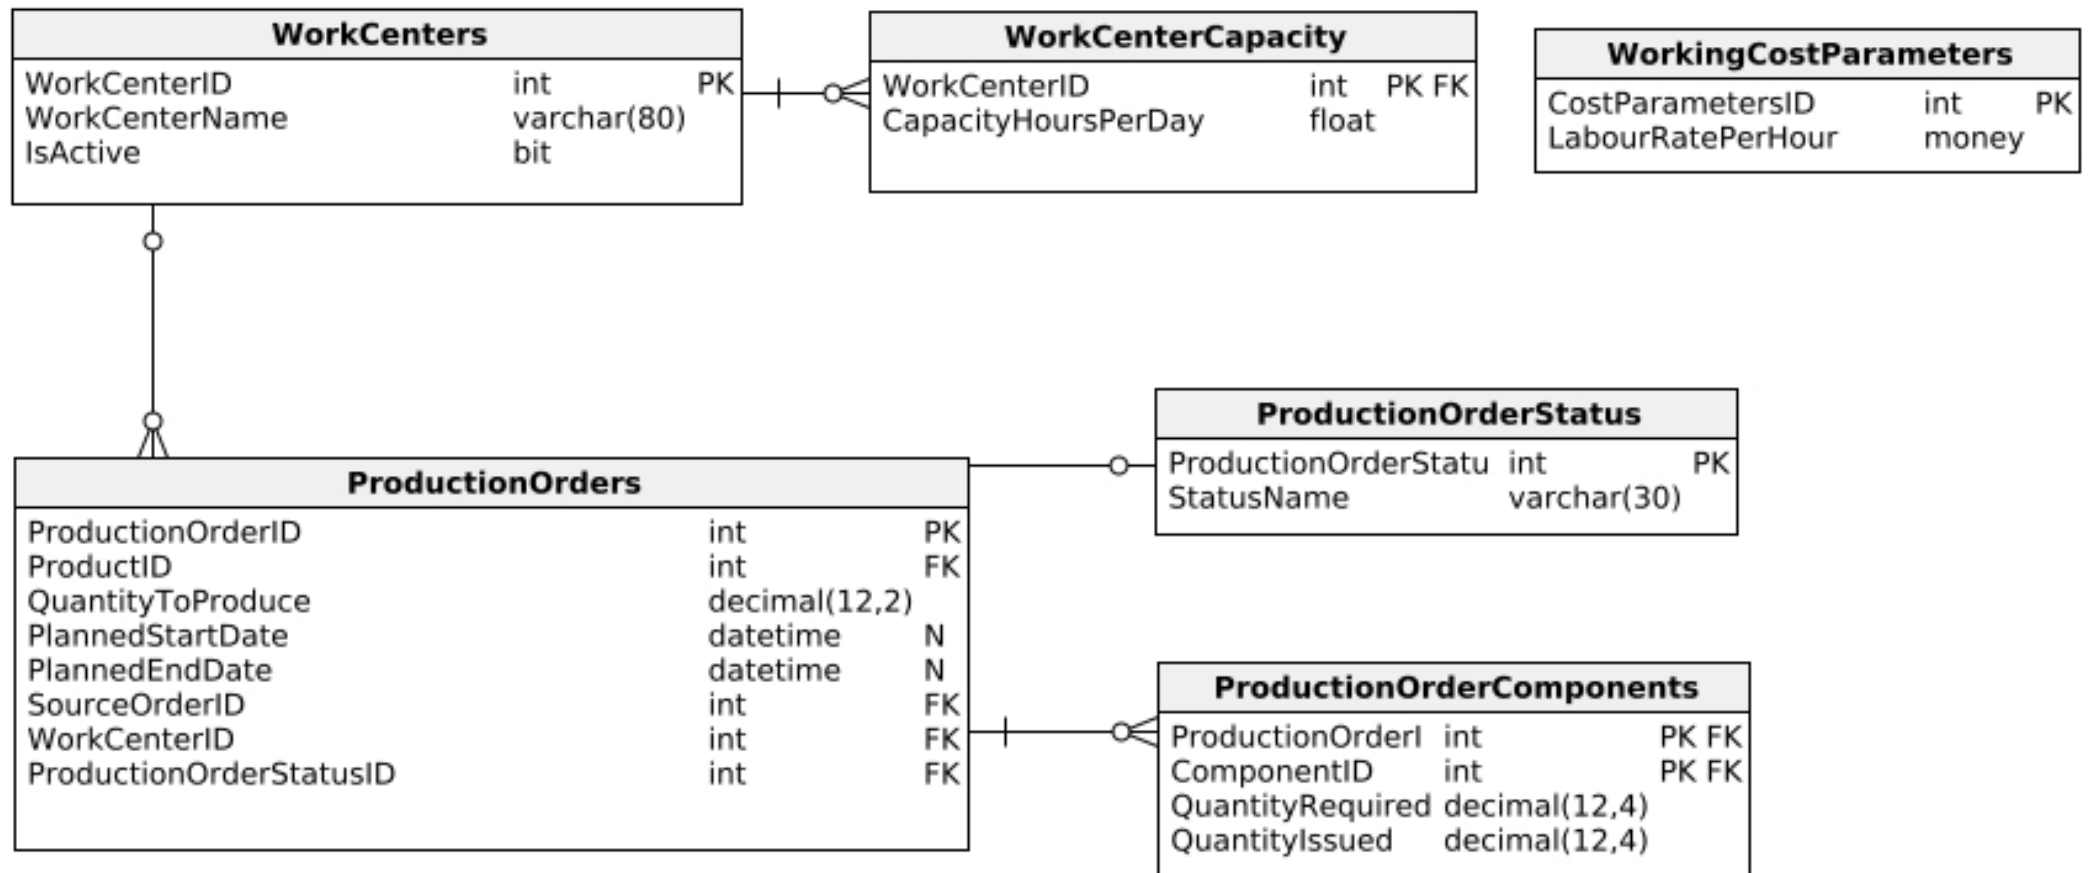 WorkCenters
WorkCenterID int PK
WorkCenterName varchar(80)
IsActive bit
WorkCenterCapacity
WorkCenterID int PK FK
CapacityHoursPerDay float
WorkingCostParameters
CostParametersID int PK
LabourRatePerHour money
ProductionOrders
ProductionOrderID int PK
ProductID int FK
QuantityToProduce decimal(12,2)
PlannedStartDate datetime N
PlannedEndDate datetime N
SourceOrderID int FK
WorkCenterID int FK
ProductionOrderStatusID int FK
ProductionOrderStatus
ProductionOrderStatu int PK
StatusName varchar(30)
ProductionOrderComponents
ProductionOrderI int PK FK
ComponentID int PK FK
QuantityRequired decimal(12,4)
QuantityIssued decimal(12,4)